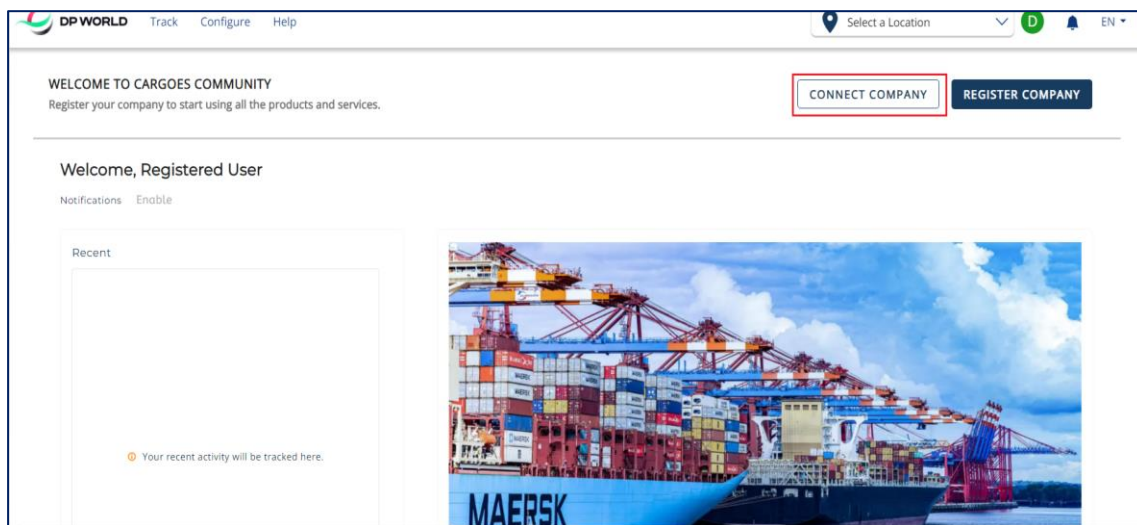 DP WORLD Track Configure Help Select a Location D EN
WELCOME TO CARGOES COMMUNITY
Register your company to start using all the products and services.
CONNECT COMPANY REGISTER COMPANY
Welcome, Registered User
Notifications Enable
Recent
Your recent activity will be tracked here.
MAERSK